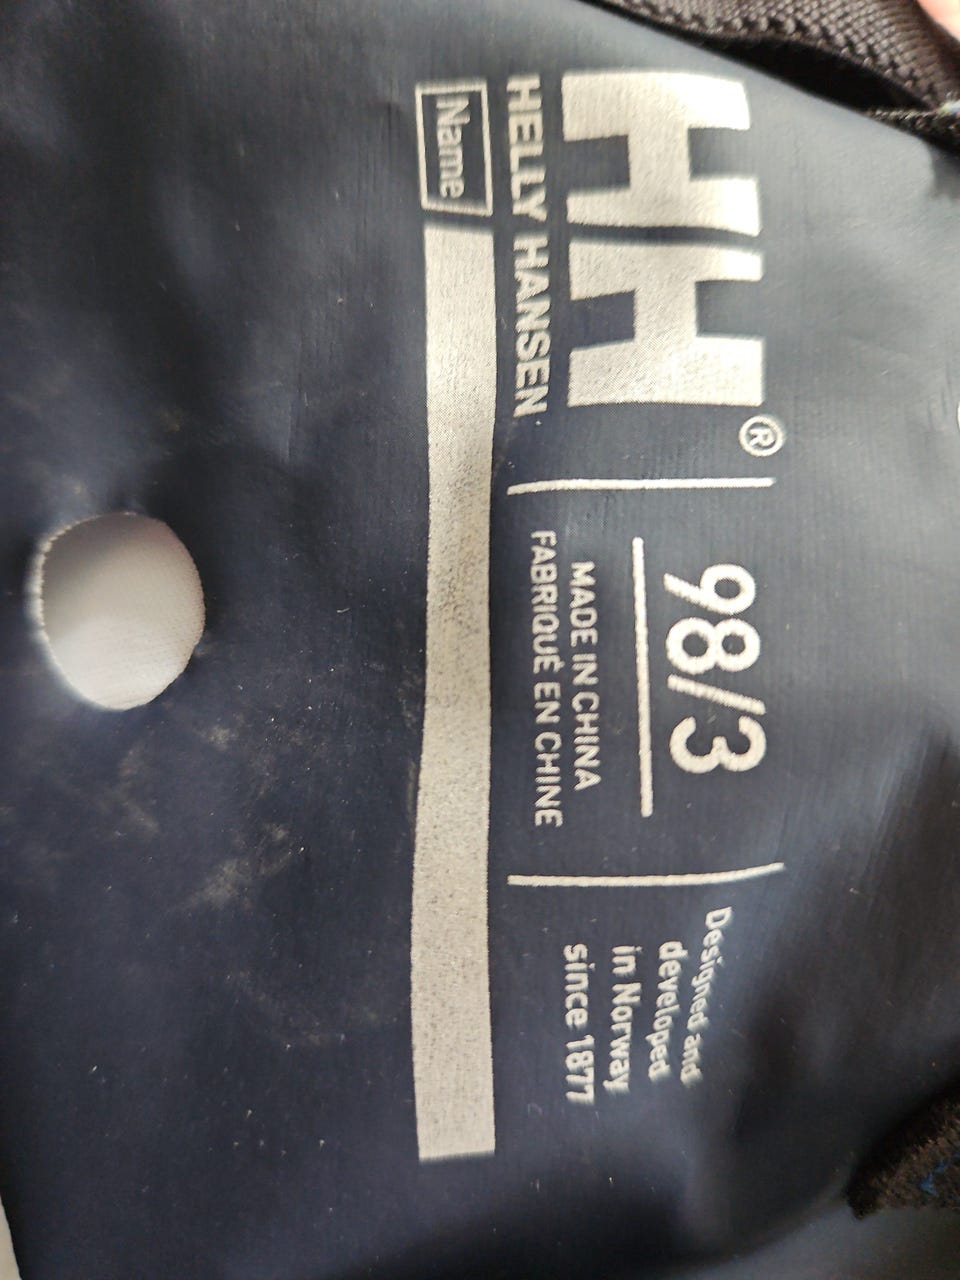 HH®
HELLY HANSEN
98/3
MADE IN CHINA
FABRIQUÉ EN CHINE
Designed and
developed
in Norway
since 1877
Name